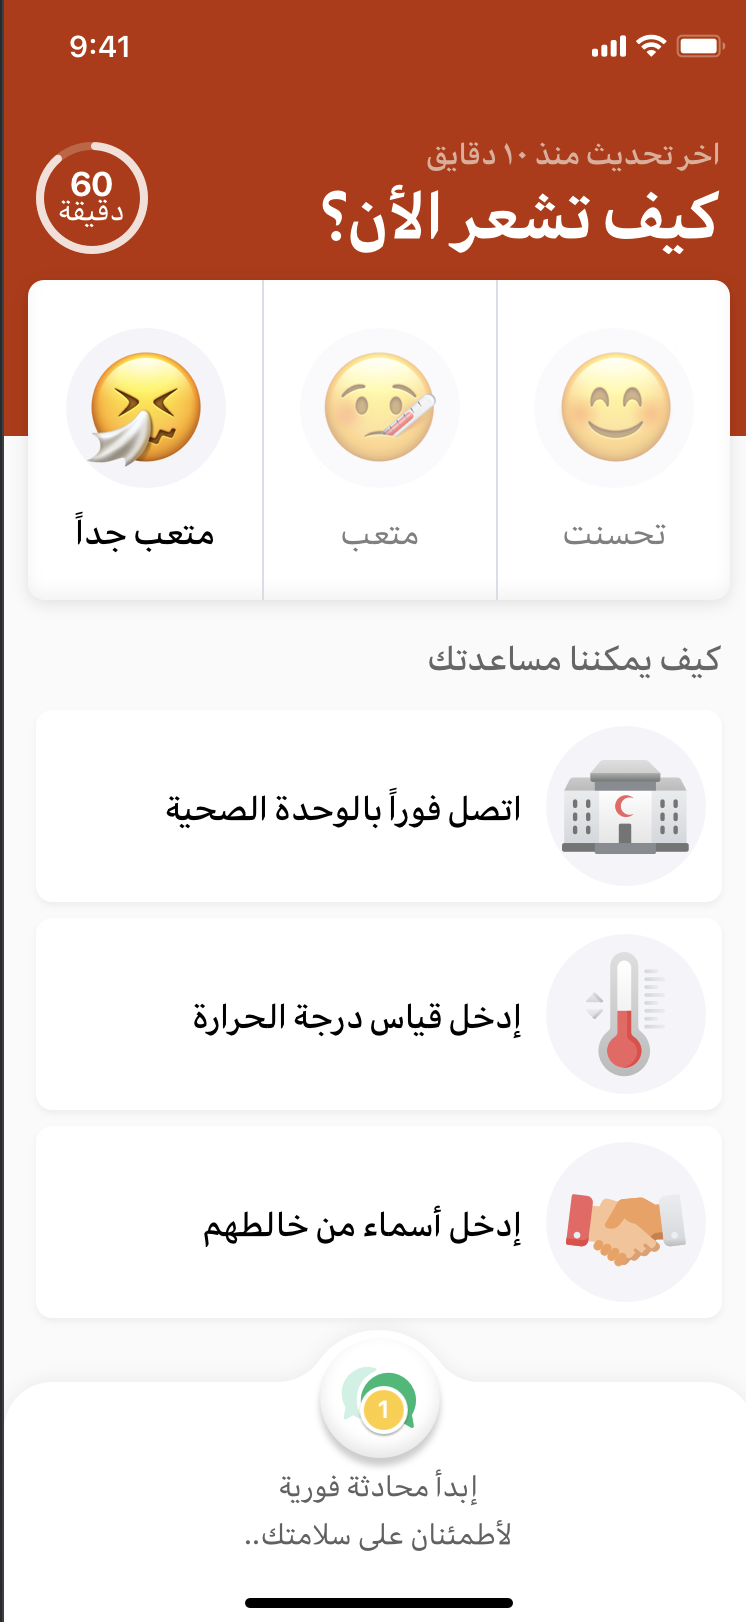 9:41
اخر تحديث منذ ١٠ دقايق
كيف تشعر الأن؟
60
دقيقة
تحسنت
متعب
متعب جداً
كيف يمكننا مساعدتك
اتصل فوراً بالوحدة الصحية
إدخل قياس درجة الحرارة
إدخل أسماء من خالطهم
1
إبدأ محادثة فورية
لأطمئنان على سلامتك..